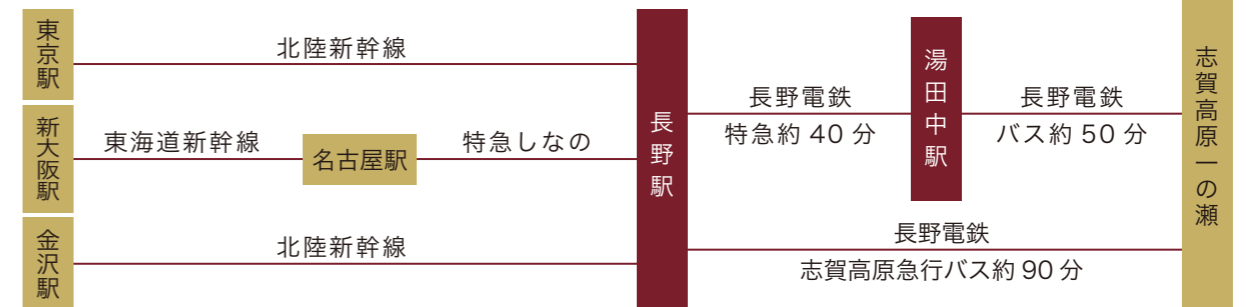 東京駅
北陸新幹線
新大阪駅
東海道新幹線
名古屋駅
特急しなの
金沢駅
北陸新幹線
長野駅
長野電鉄
特急約 40 分
湯田中駅
長野電鉄
バス約 50 分
長野電鉄
志賀高原急行バス約 90 分
志賀高原一の瀬